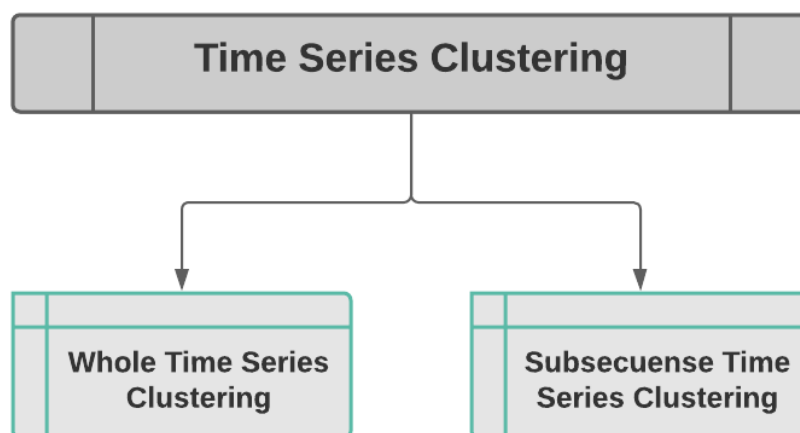 Time Series Clustering
Whole Time Series
Clustering
Subsecuense Time
Series Clustering